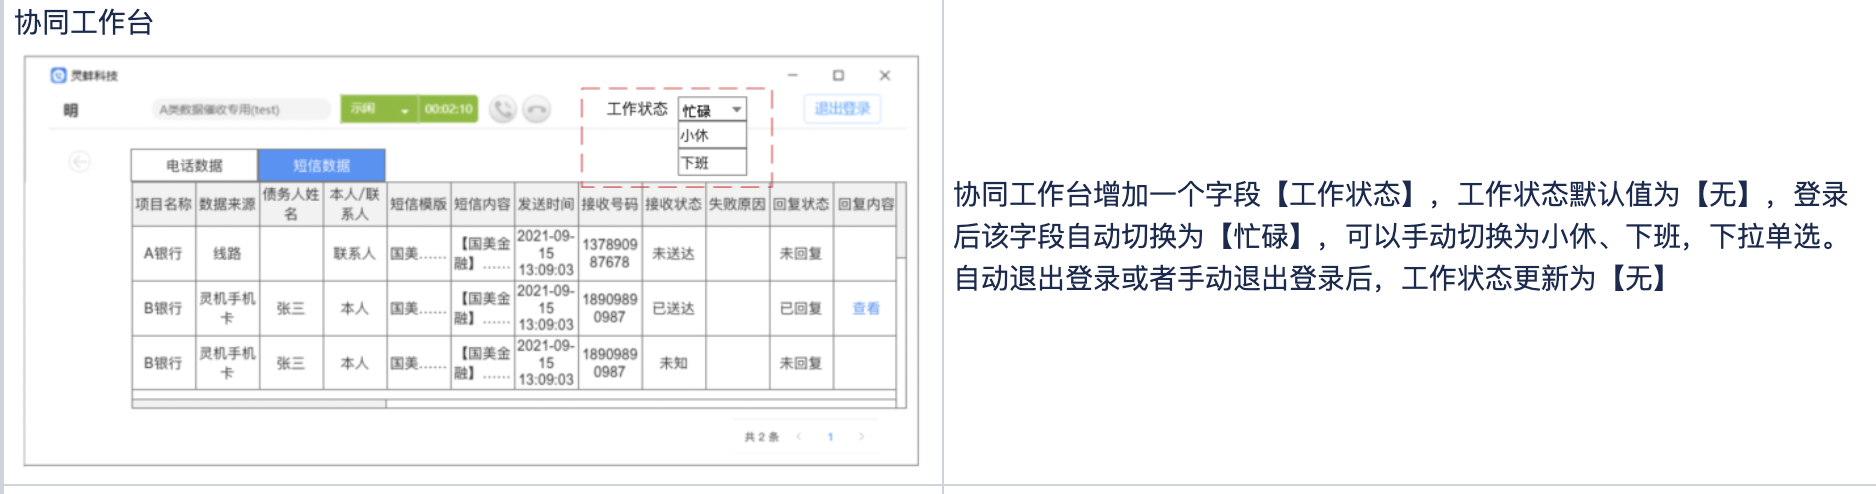 协同工作台
灵蚌科技
明
A类数据催收专用(test)
示闲
00:02:10
工作状态
忙碌
小休
下班
退出登录
电话数据
短信数据
项目名称 数据来源 债务人姓名 本人/联系人 短信模版 短信内容 发送时间 接收号码 接收状态 失败原因 回复状态 回复内容
A银行 线路 联系人 国美…… 【国美金融】…… 2021-09-15 13:09:03 137890987678 未送达 未回复
B银行 灵机手机卡 张三 本人 国美…… 【国美金融】…… 2021-09-15 13:09:03 18909890987 已送达 已回复 查看
B银行 灵机手机卡 张三 本人 国美…… 【国美金融】…… 2021-09-15 13:09:03 18909890987 未知 未回复
共 2 条
1
协同工作台增加一个字段【工作状态】，工作状态默认值为【无】，登录
后该字段自动切换为【忙碌】，可以手动切换为小休、下班，下拉单选。
自动退出登录或者手动退出登录后，工作状态更新为【无】